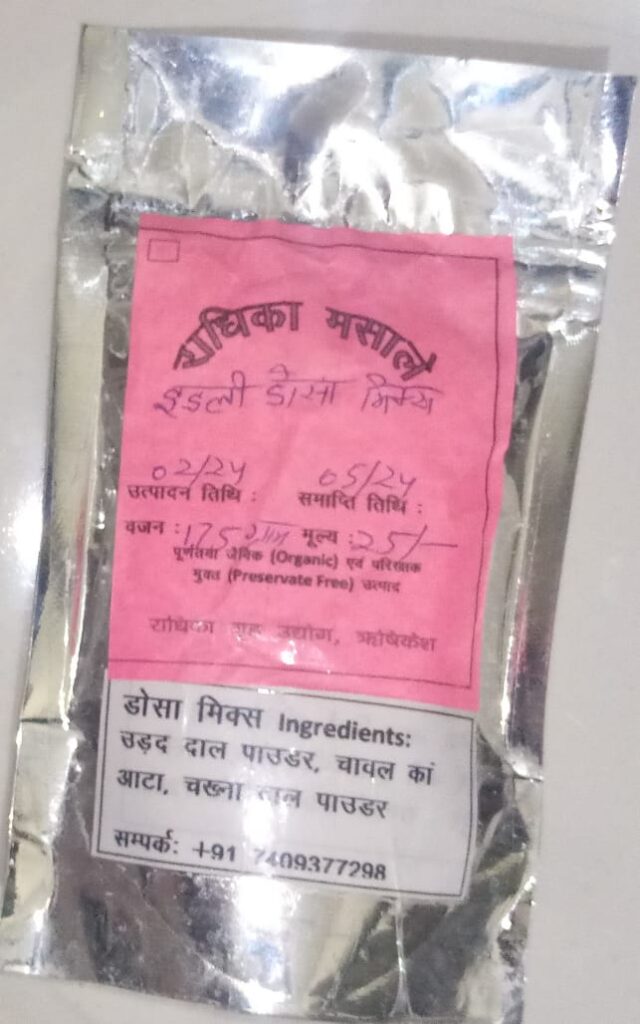 राधिका मसाले
इडली डोसा मिक्स
02/24 05/24
उत्पादन तिथि : समाप्ति तिथि :
वजन : 175 ग्राम मूल्य : 25/-
पूर्णतया जैविक (Organic) एवं परिरक्षक
मुक्त (Preservate Free) उत्पाद
राधिका गृह उद्योग, ऋषिकेश
डोसा मिक्स Ingredients:
उड़द दाल पाउडर, चावल कां
आटा, चख्ना दाल पाउडर
सम्पर्क: +91 7409377298